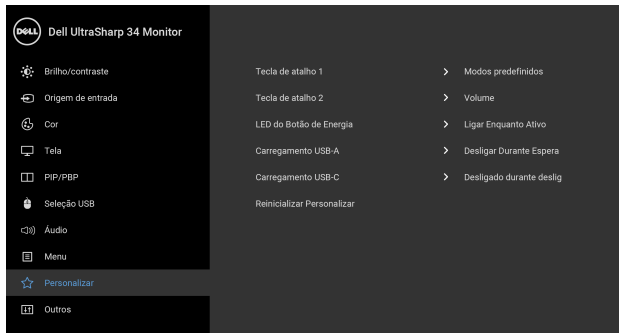 DELL Dell UltraSharp 34 Monitor
Brilho/contraste
Origem de entrada
Cor
Tela
PIP/PBP
Seleção USB
Áudio
Menu
Personalizar
Outros
Tecla de atalho 1 > Modos predefinidos
Tecla de atalho 2 > Volume
LED do Botão de Energia > Ligar Enquanto Ativo
Carregamento USB-A > Desligar Durante Espera
Carregamento USB-C > Desligado durante deslig
Reinicializar Personalizar